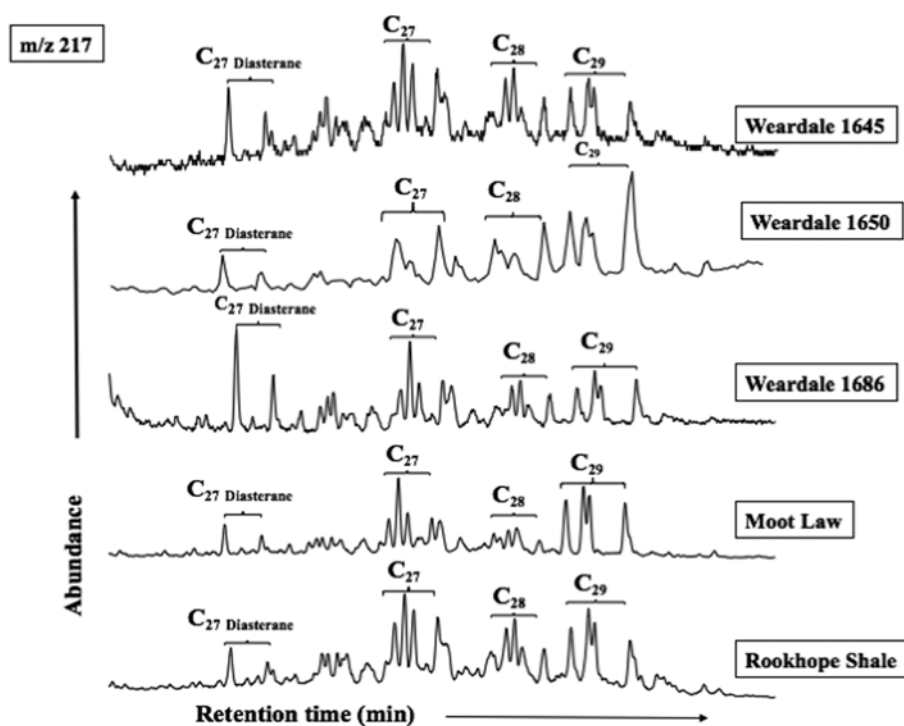 m/z 217
C27 Diasterane
C27
C28
C29
Weardale 1645
C27 Diasterane
C27
C28
C29
Weardale 1650
C27 Diasterane
C27
C28
C29
Weardale 1686
C27 Diasterane
C27
C28
C29
Moot Law
C27 Diasterane
C27
C28
C29
Rookhope Shale
Abundance
Retention time (min)